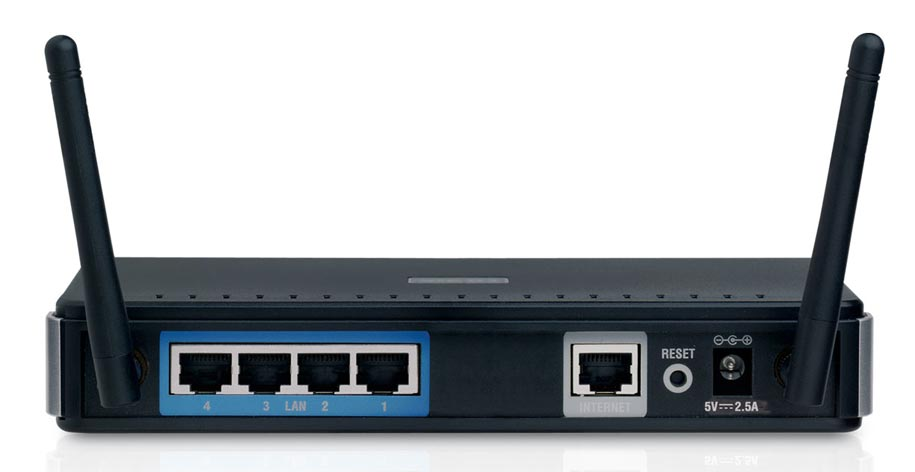 RESET
4 3 LAN 2 1
INTERNET
5V⎓2.5A